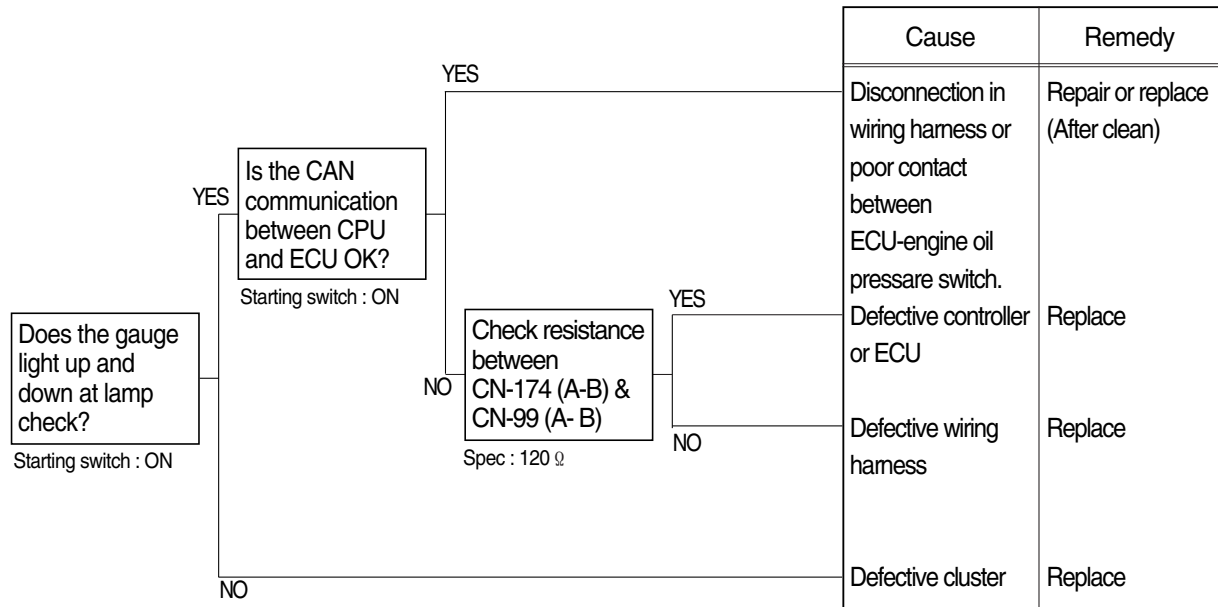 Cause
Remedy
YES
Disconnection in
wiring harness or
poor contact
between
ECU-engine oil
pressare switch.
Repair or replace
(After clean)
YES
Is the CAN
communication
between CPU
and ECU OK?
Starting switch : ON
Does the gauge
light up and
down at lamp
check?
Starting switch : ON
NO
Check resistance
between
CN-174 (A-B) &
CN-99 (A- B)
Spec : 120 Ω
YES
Defective controller
or ECU
Replace
NO
Defective wiring
harness
Replace
NO
Defective cluster
Replace